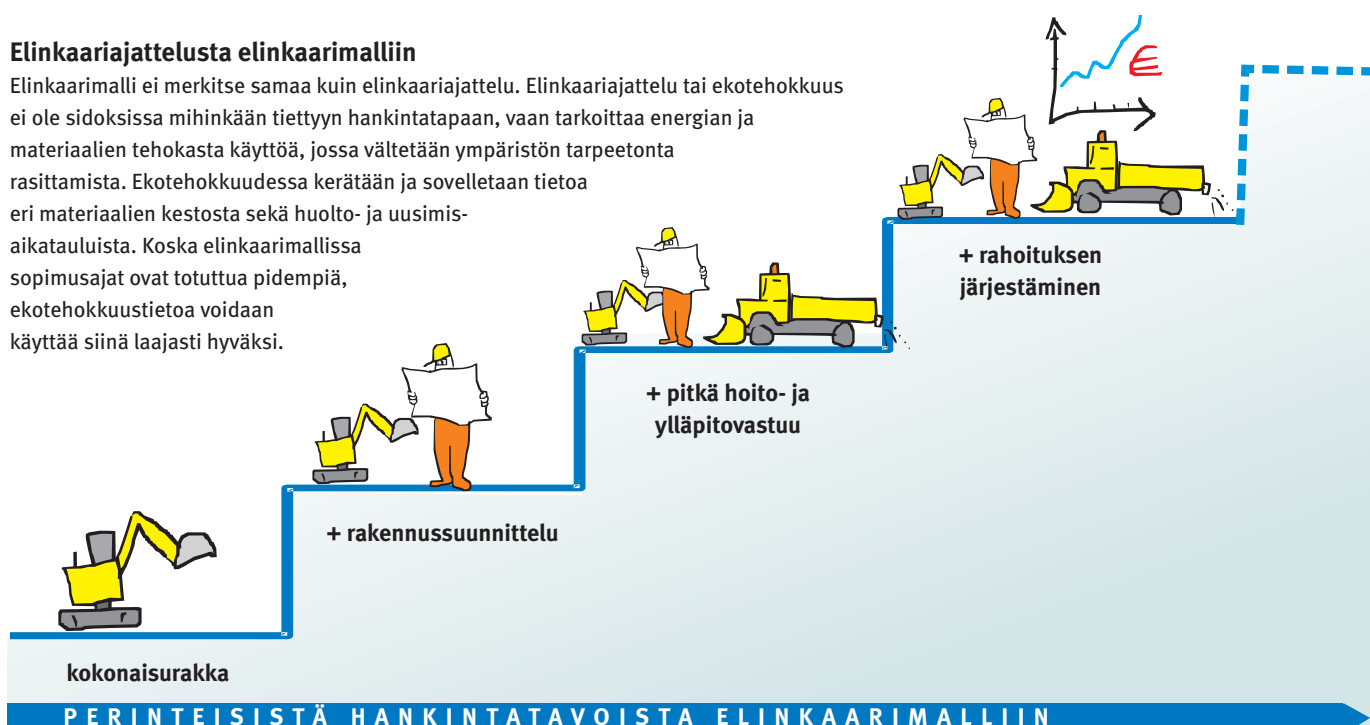 Elinkaariajattelusta elinkaarimalliin
Elinkaarimalli ei merkitse samaa kuin elinkaariajattelu. Elinkaariajattelu tai ekotehokkuus
ei ole sidoksissa mihinkään tiettyyn hankintatapaan, vaan tarkoittaa energian ja
materiaalien tehokasta käyttöä, jossa vältetään ympäristön tarpeetonta
rasittamista. Ekotehokkuudessa kerätään ja sovelletaan tietoa
eri materiaalien kestosta sekä huolto- ja uusimis-
aikatauluista. Koska elinkaarimallissa
sopimusajat ovat totuttua pidempiä,
ekotehokkuustietoa voidaan
käyttää siinä laajasti hyväksi.
€
+ rahoituksen
järjestäminen
+ pitkä hoito- ja
ylläpitovastuu
+ rakennussuunnittelu
kokonaisurakka
PERINTEISISTÄ HANKINTATAVOISTA ELINKAARIMALLIIN